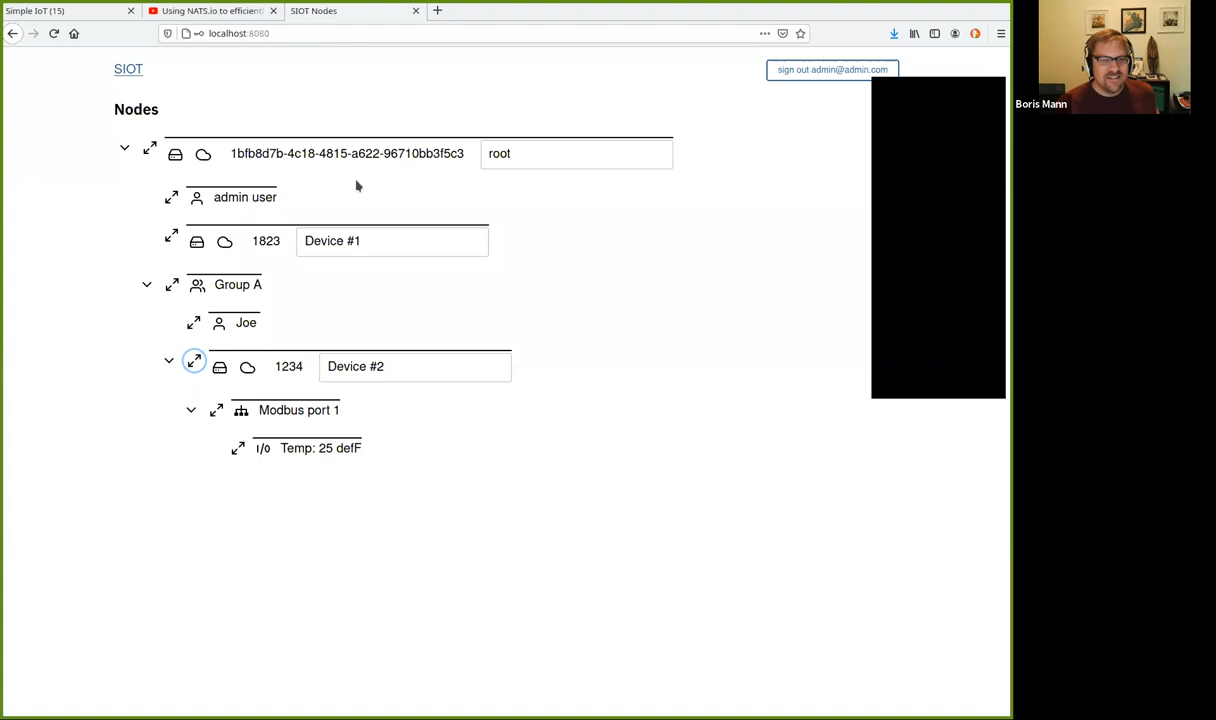 Simple IoT (15)
Using NATS.io to efficient
SIOT Nodes
localhost:8080
SIOT
sign out admin@admin.com
Boris Mann
Nodes
1bfb8d7b-4c18-4815-a622-96710bb3f5c3 root
admin user
1823 Device #1
Group A
Joe
1234 Device #2
Modbus port 1
I/0 Temp: 25 defF